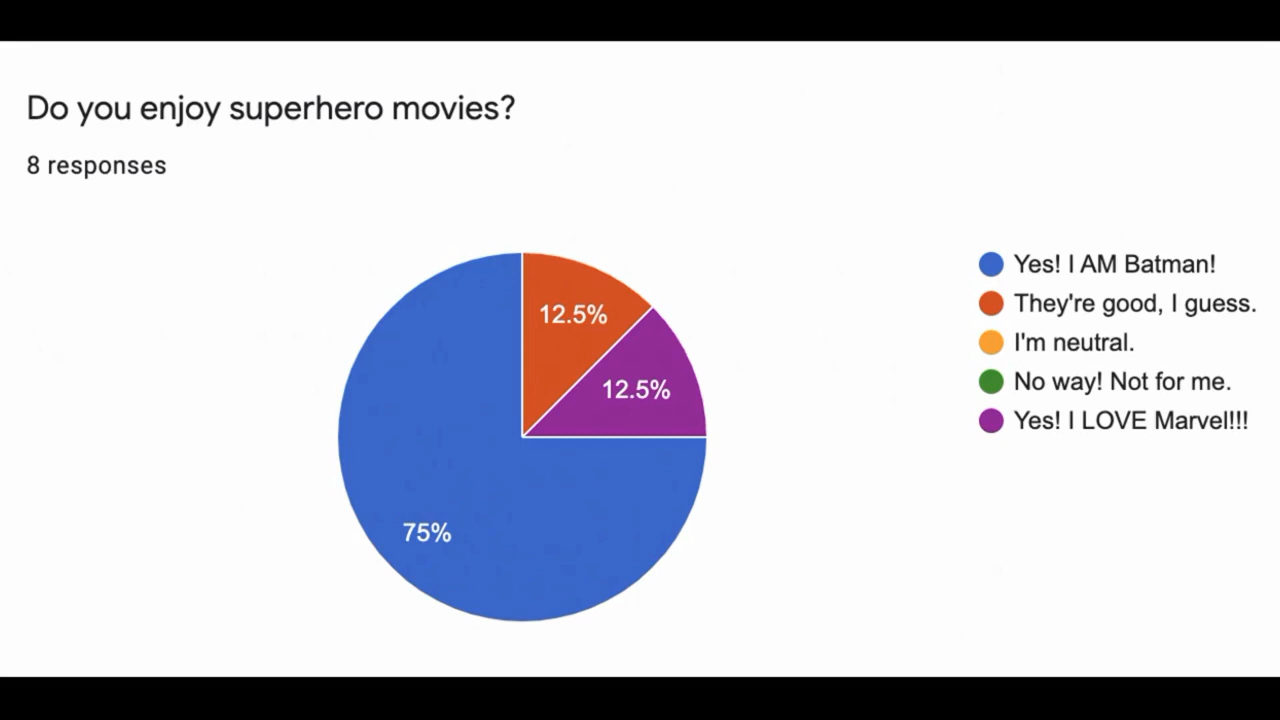 Do you enjoy superhero movies?
8 responses
12.5%
12.5%
75%
Yes! I AM Batman!
They're good, I guess.
I'm neutral.
No way! Not for me.
Yes! I LOVE Marvel!!!